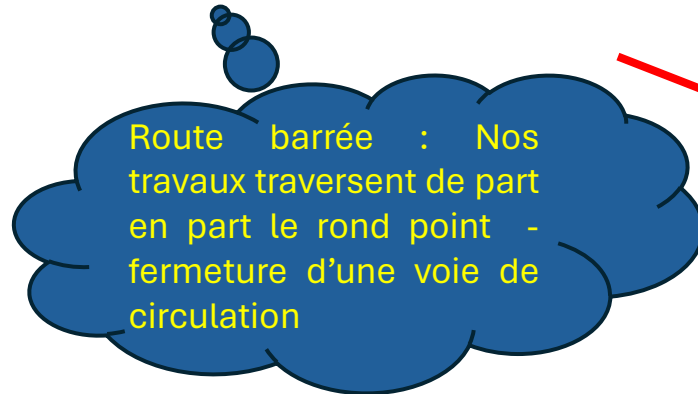 Route barrée : Nos
travaux traversent de part
en part le rond point -
fermeture d’une voie de
circulation